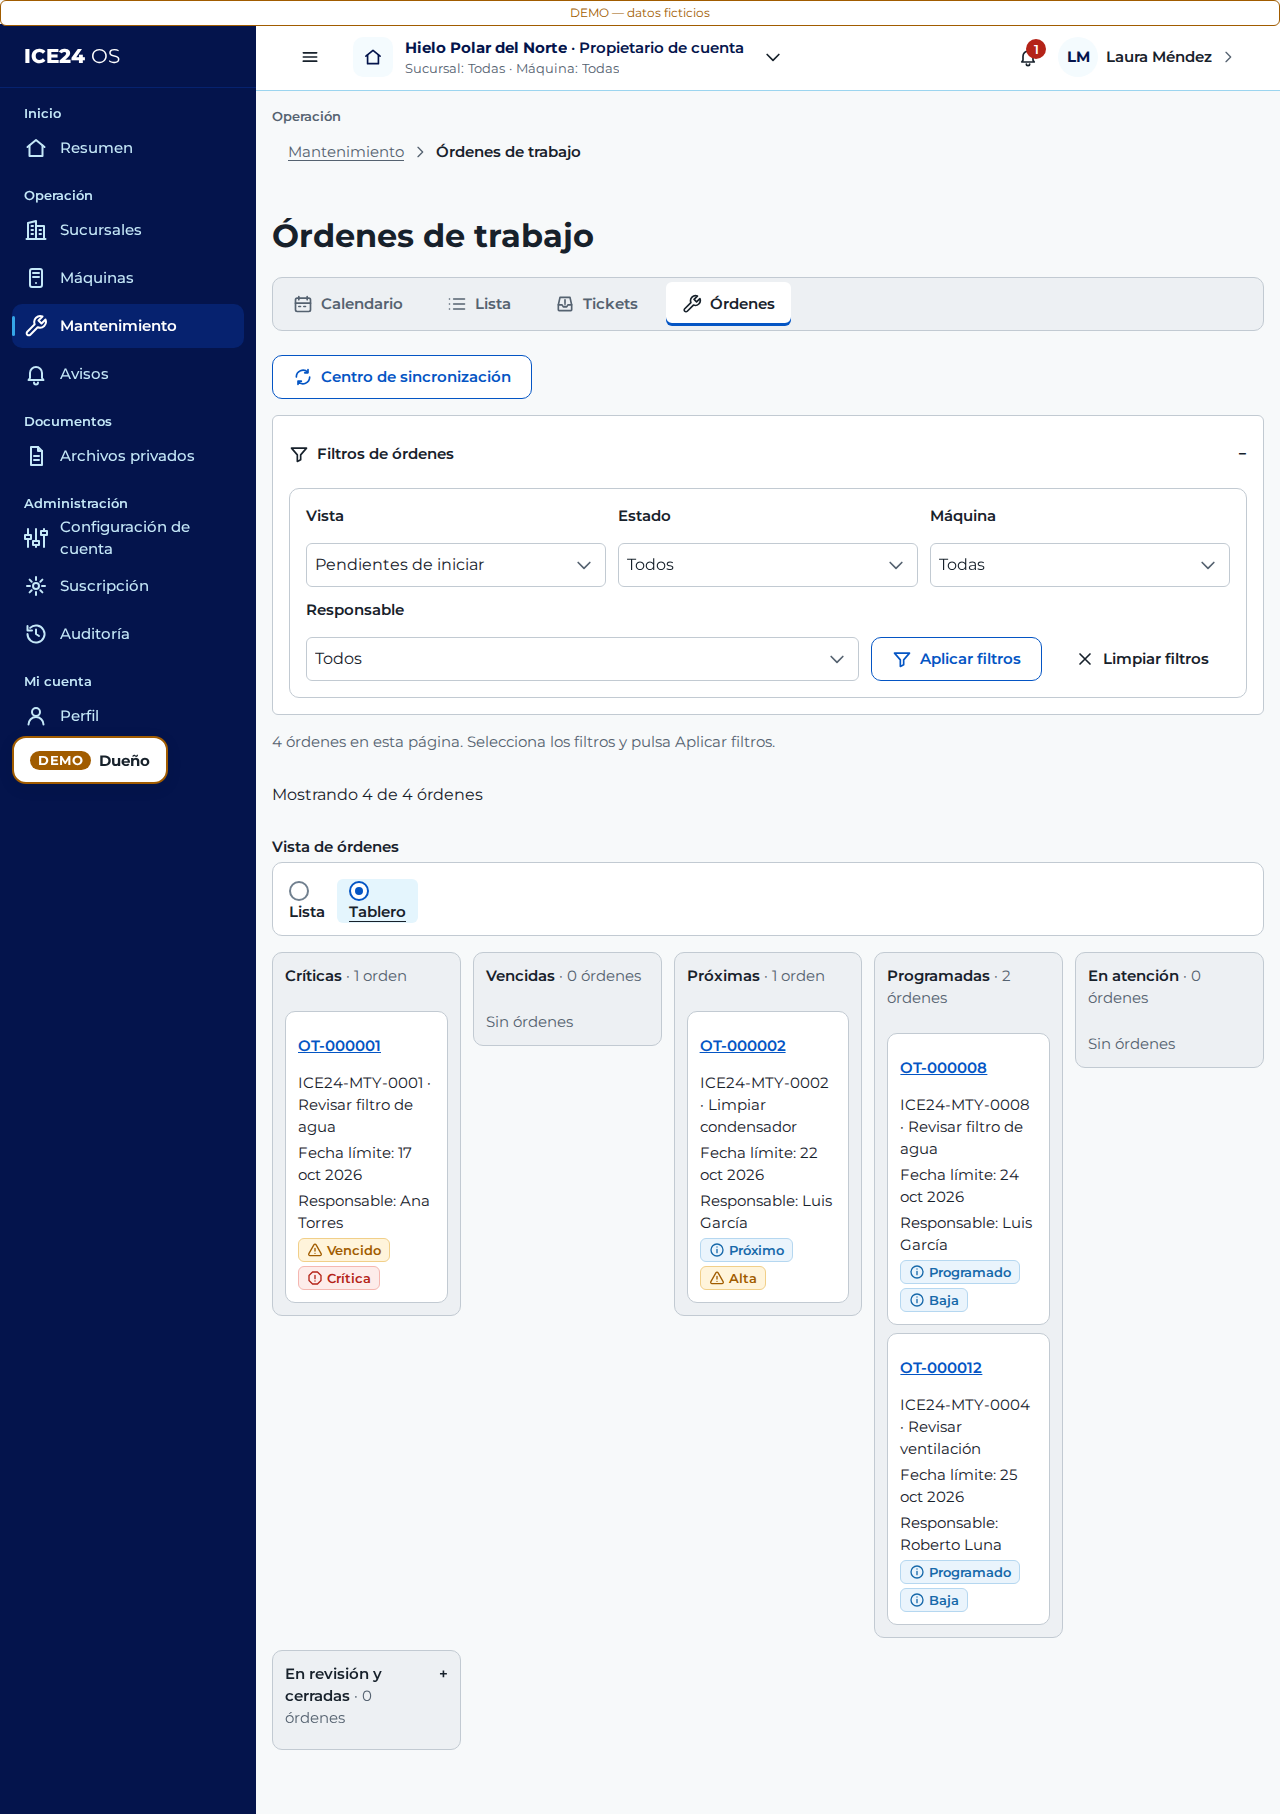 DEMO — datos ficticios
ICE24 OS
Inicio
Resumen
Operación
Sucursales
Máquinas
Mantenimiento
Avisos
Documentos
Archivos privados
Administración
Configuración de
cuenta
Suscripción
Auditoría
Mi cuenta
Perfil
DEMO Dueño
Hielo Polar del Norte · Propietario de cuenta
Sucursal: Todas · Máquina: Todas
1
LM Laura Méndez
Operación
Mantenimiento > Órdenes de trabajo
Órdenes de trabajo
Calendario Lista Tickets Órdenes
Centro de sincronización
Filtros de órdenes −
Vista Estado Máquina
Pendientes de iniciar Todos Todas
Responsable
Todos Aplicar filtros Limpiar filtros
4 órdenes en esta página. Selecciona los filtros y pulsa Aplicar filtros.
Mostrando 4 de 4 órdenes
Vista de órdenes
Lista Tablero
Críticas · 1 orden
OT-000001
ICE24-MTY-0001 ·
Revisar filtro de
agua
Fecha límite: 17
oct 2026
Responsable: Ana
Torres
Vencido
Crítica
Vencidas · 0 órdenes
Sin órdenes
Próximas · 1 orden
OT-000002
ICE24-MTY-0002
· Limpiar
condensador
Fecha límite: 22
oct 2026
Responsable: Luis
García
Próximo
Alta
Programadas · 2
órdenes
OT-000008
ICE24-MTY-0008
· Revisar filtro de
agua
Fecha límite: 24
oct 2026
Responsable: Luis
García
Programado
Baja
OT-000012
ICE24-MTY-0004
· Revisar
ventilación
Fecha límite: 25
oct 2026
Responsable:
Roberto Luna
Programado
Baja
En atención · 0
órdenes
Sin órdenes
En revisión y +
cerradas · 0
órdenes